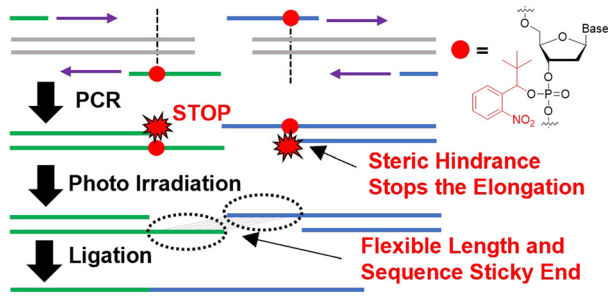 Base
O
O
=
O
O P O
O
NO₂
PCR
STOP
Steric Hindrance
Stops the Elongation
Photo Irradiation
Flexible Length and
Sequence Sticky End
Ligation